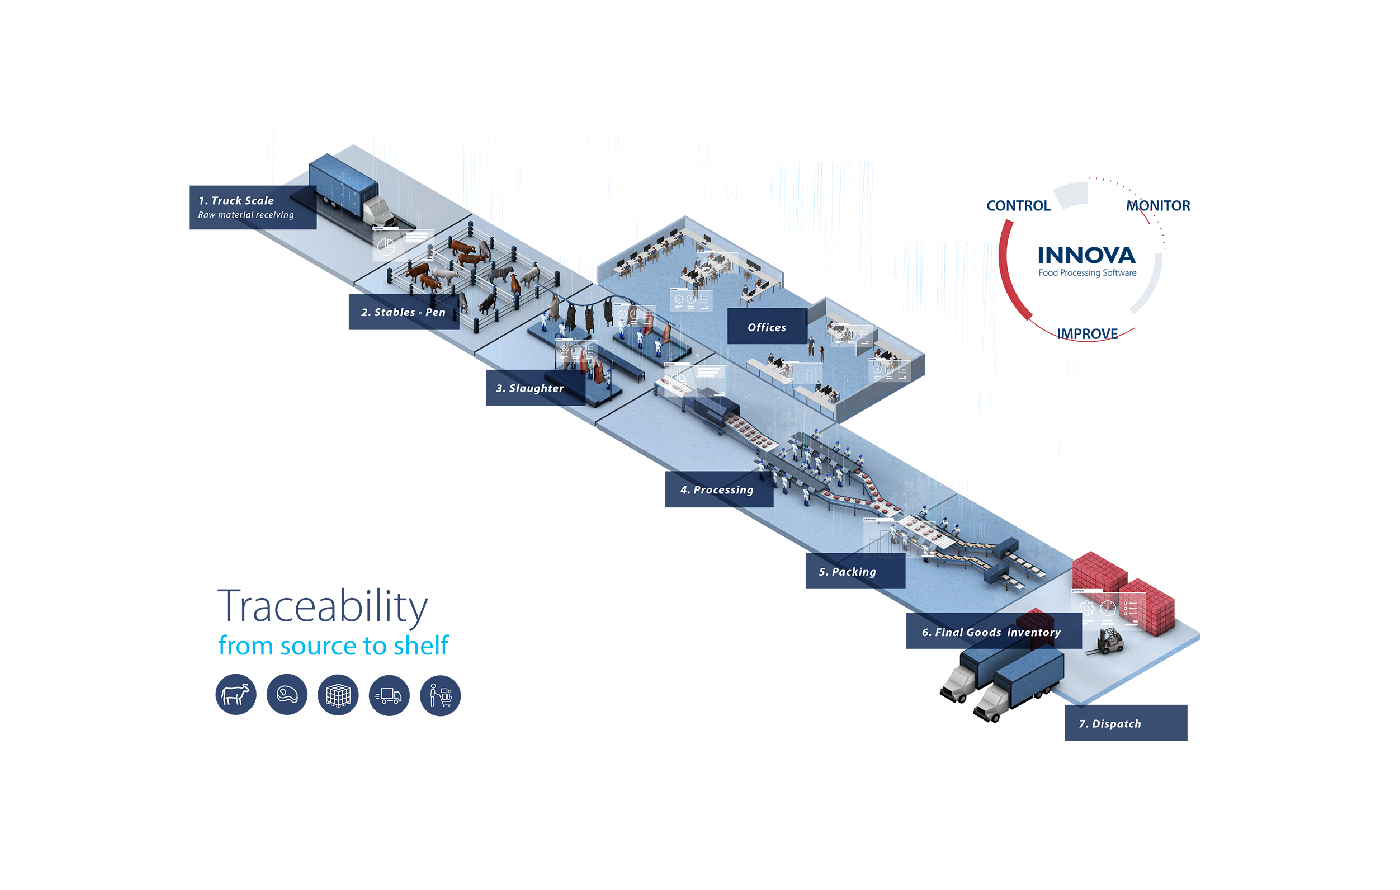 1. Truck Scale
Raw material receiving
2. Stables - Pen
3. Slaughter
Offices
4. Processing
5. Packing
6. Final Goods inventory
7. Dispatch
CONTROL
MONITOR
INNOVA
Food Processing Software
IMPROVE
Traceability
from source to shelf